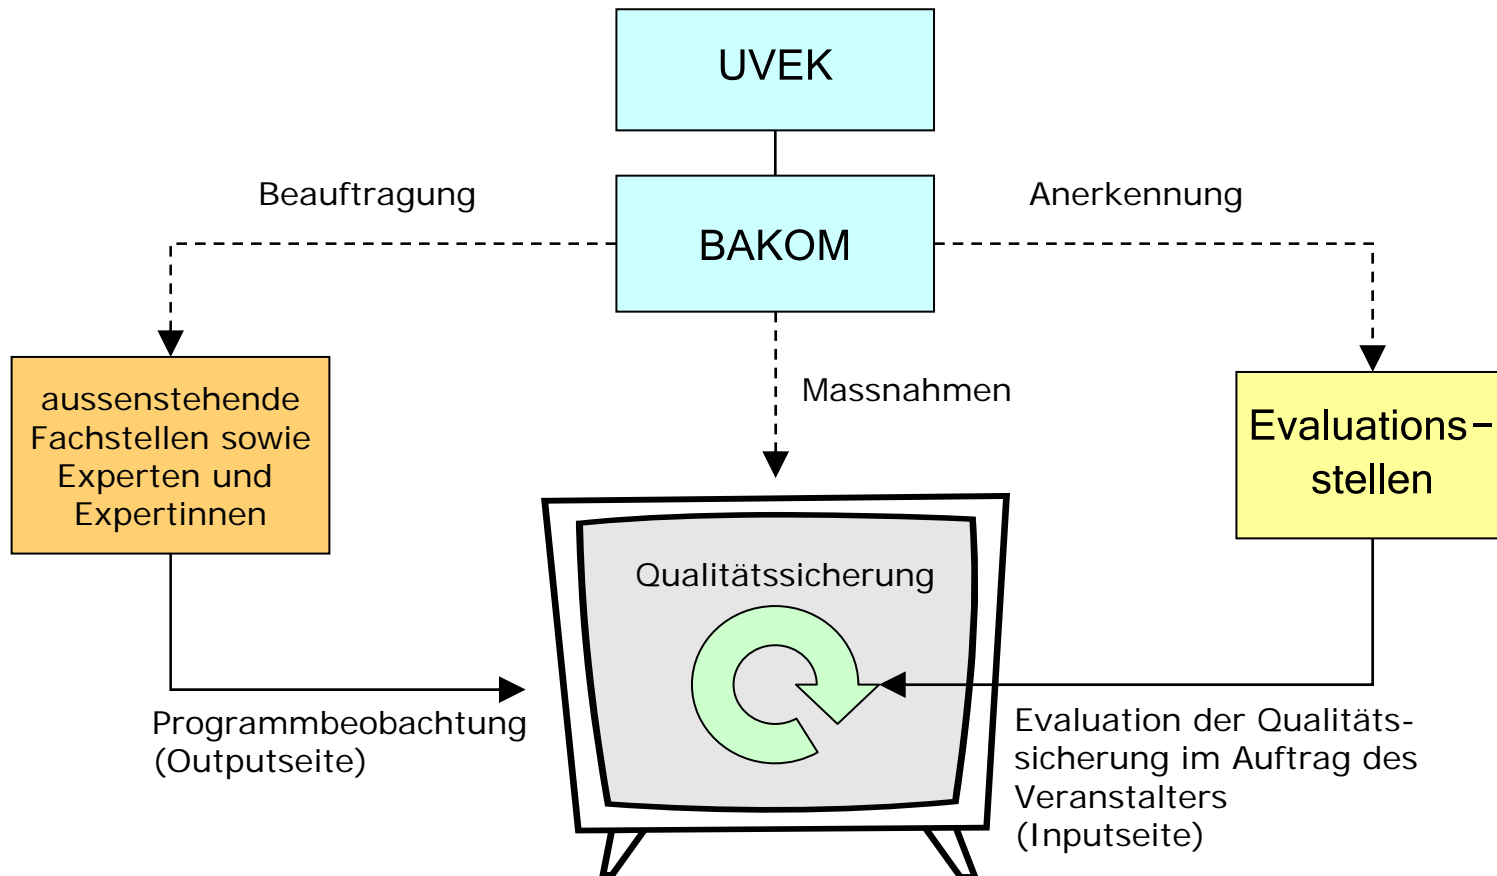 UVEK
Beauftragung
Anerkennung
BAKOM
Massnahmen
aussenstehende
Fachstellen sowie
Experten und
Expertinnen
Evaluations-
stellen
Qualitätssicherung
Programmbeobachtung
(Outputseite)
Evaluation der Qualitäts-
sicherung im Auftrag des
Veranstalters
(Inputseite)